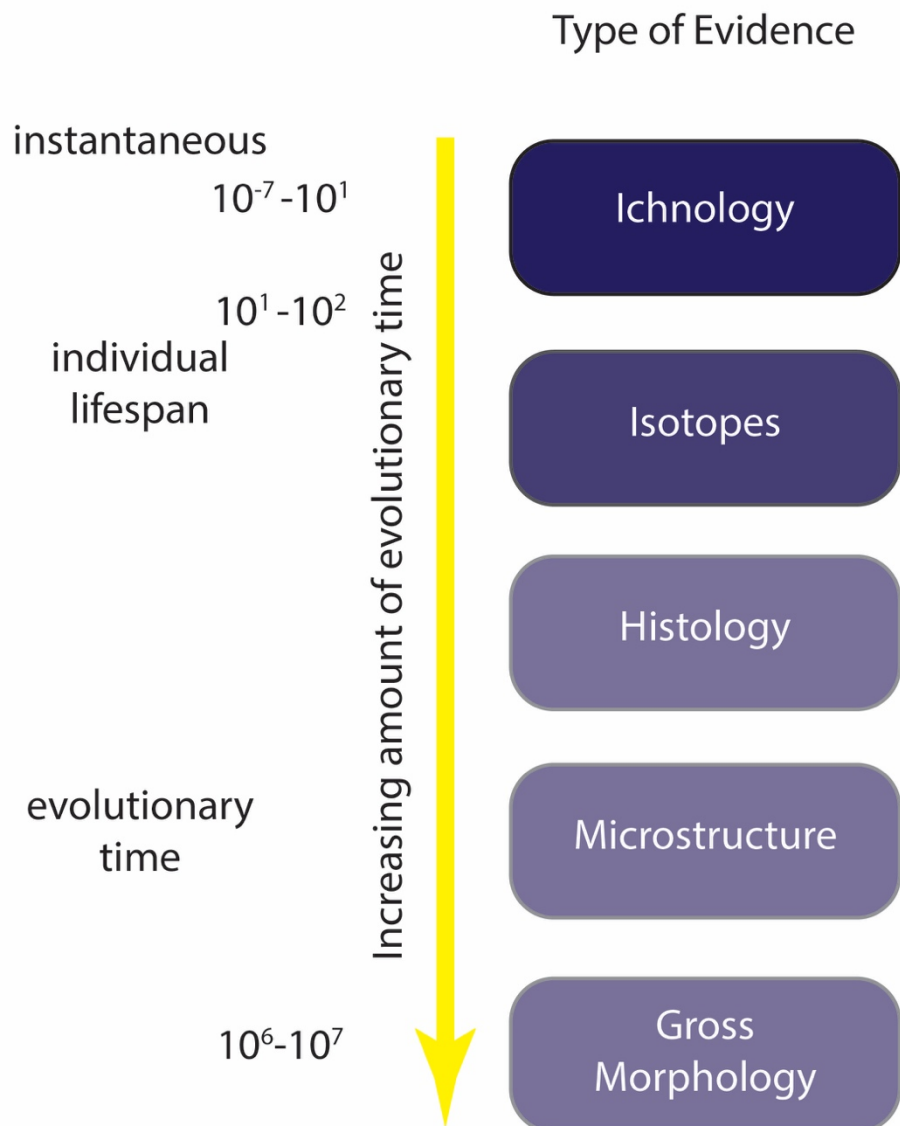 Type of Evidence
instantaneous
10⁻⁷ -10¹
Ichnology
10¹ -10²
individual
lifespan
Isotopes
Increasing amount of evolutionary time
Histology
evolutionary
time
Microstructure
10⁶-10⁷
Gross
Morphology